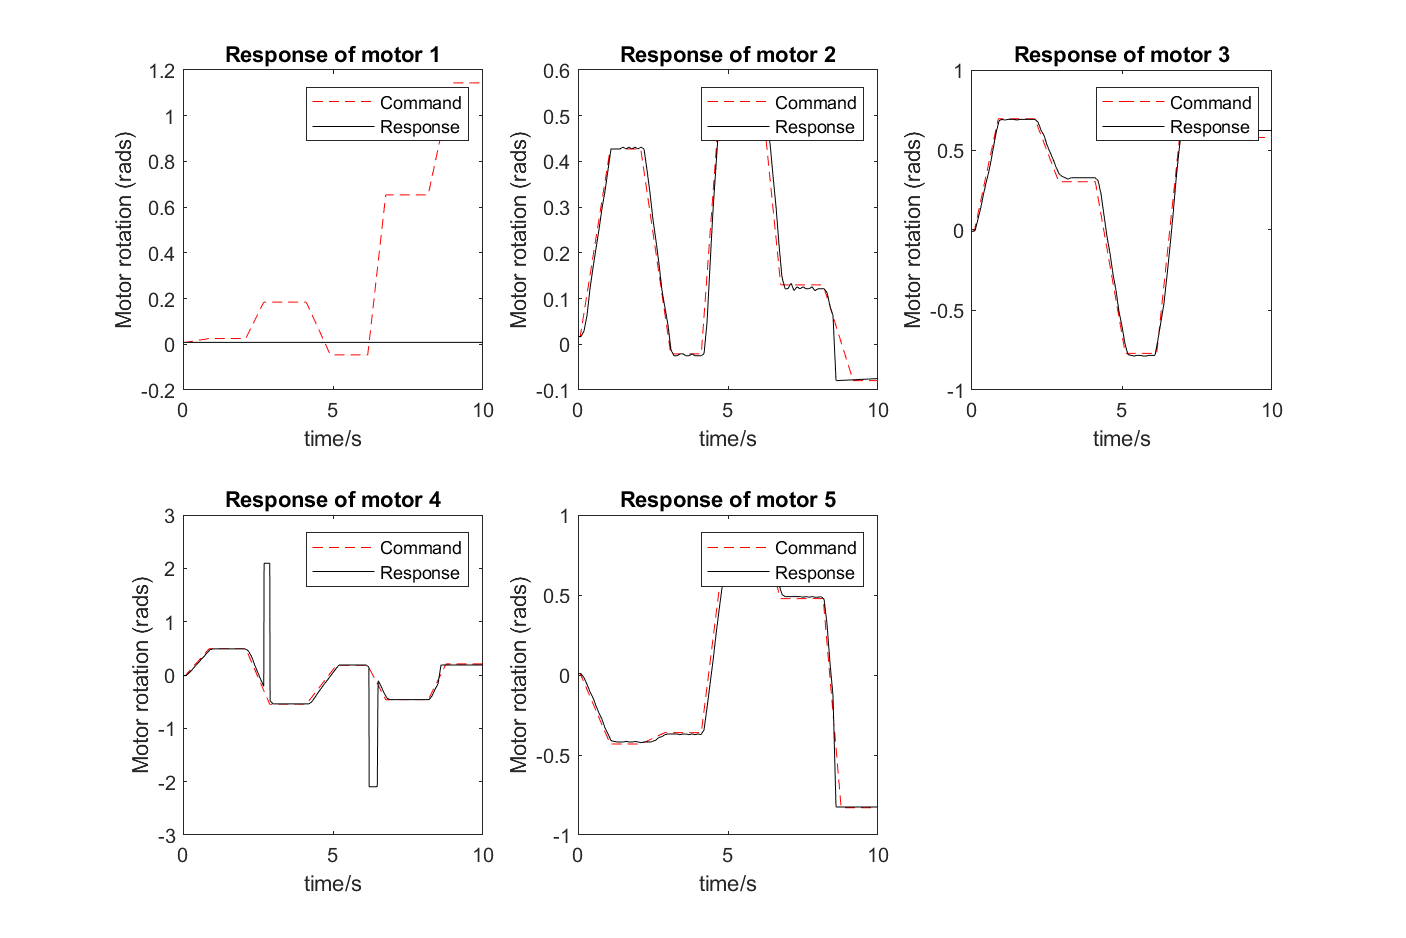 Response of motor 1
1.2
1
0.8
0.6
0.4
0.2
0
-0.2
Motor rotation (rads)
Command
Response
0
5
10
time/s
Response of motor 2
0.6
0.5
0.4
0.3
0.2
0.1
0
-0.1
Motor rotation (rads)
Command
Response
0
5
10
time/s
Response of motor 3
1
0.5
0
-0.5
-1
Motor rotation (rads)
Command
Response
0
5
10
time/s
Response of motor 4
3
2
1
0
-1
-2
-3
Motor rotation (rads)
Command
Response
0
5
10
time/s
Response of motor 5
1
0.5
0
-0.5
-1
Motor rotation (rads)
Command
Response
0
5
10
time/s